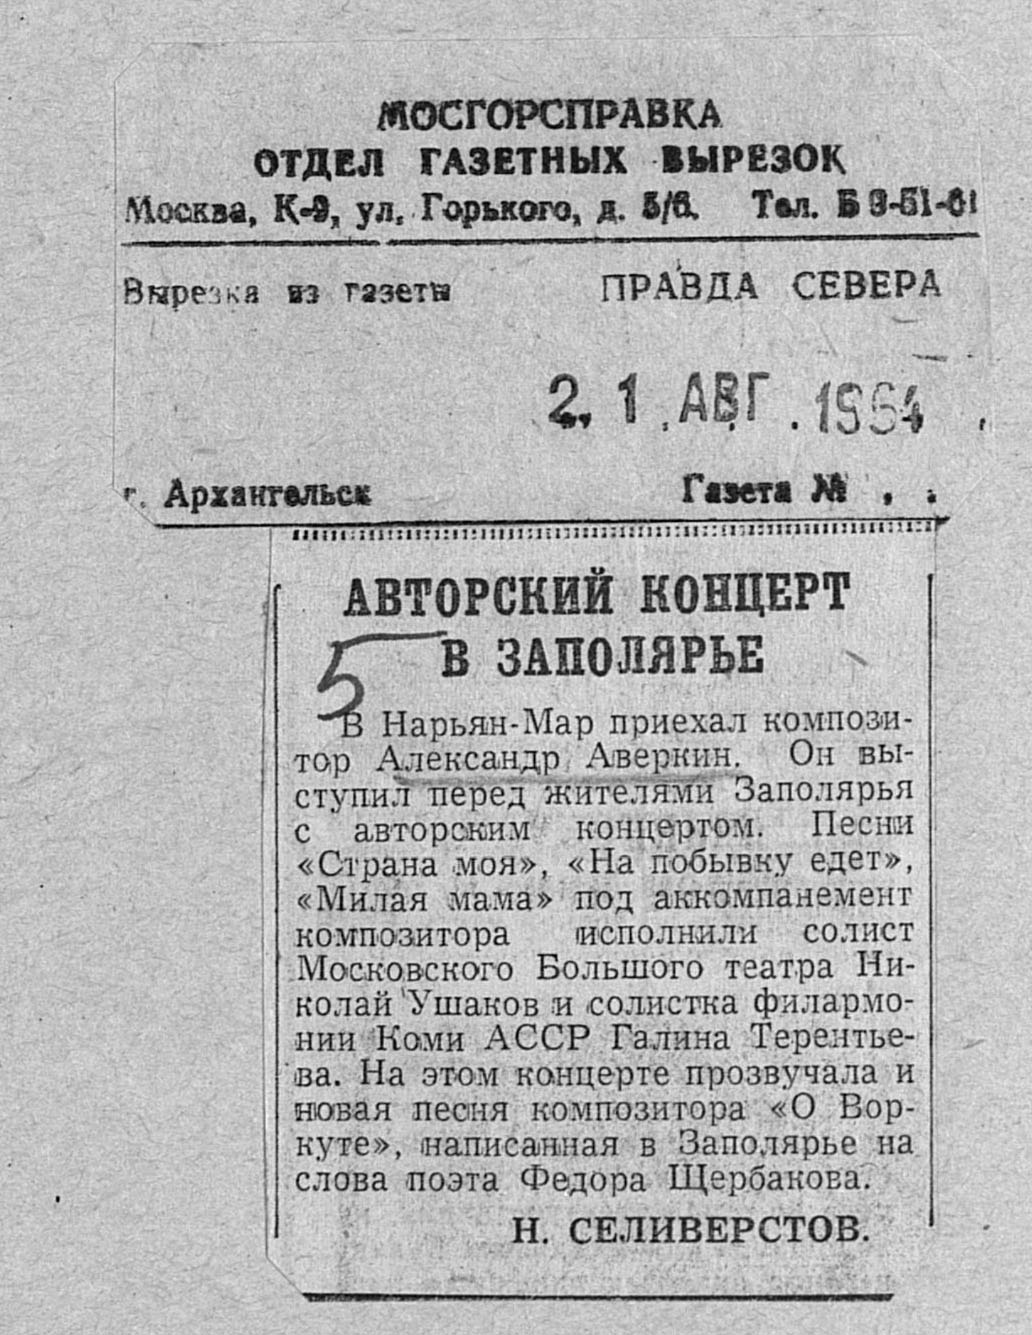 МОСГОРСПРАВКА
ОТДЕЛ ГАЗЕТНЫХ ВЫРЕЗОК
Москва, К-9, ул. Горького, д. 5/6. Тел. Б 9-51-61
Вырезка из газеты ПРАВДА СЕВЕРА
21 АВГ. 1964
г. Архангельск Газета №
АВТОРСКИЙ КОНЦЕРТ
В ЗАПОЛЯРЬЕ
5
В Нарьян-Мар приехал компози-
тор Александр Аверкин. Он вы-
ступил перед жителями Заполярья
с авторским концертом. Песни
«Страна моя», «На побывку едет»,
«Милая мама» под аккомпанемент
композитора исполнили солист
Московского Большого театра Ни-
колай Ушаков и солистка филармо-
нии Коми АССР Галина Терентье-
ва. На этом концерте прозвучала и
новая песня композитора «О Вор-
куте», написанная в Заполярье на
слова поэта Федора Щербакова.
Н. СЕЛИВЕРСТОВ.